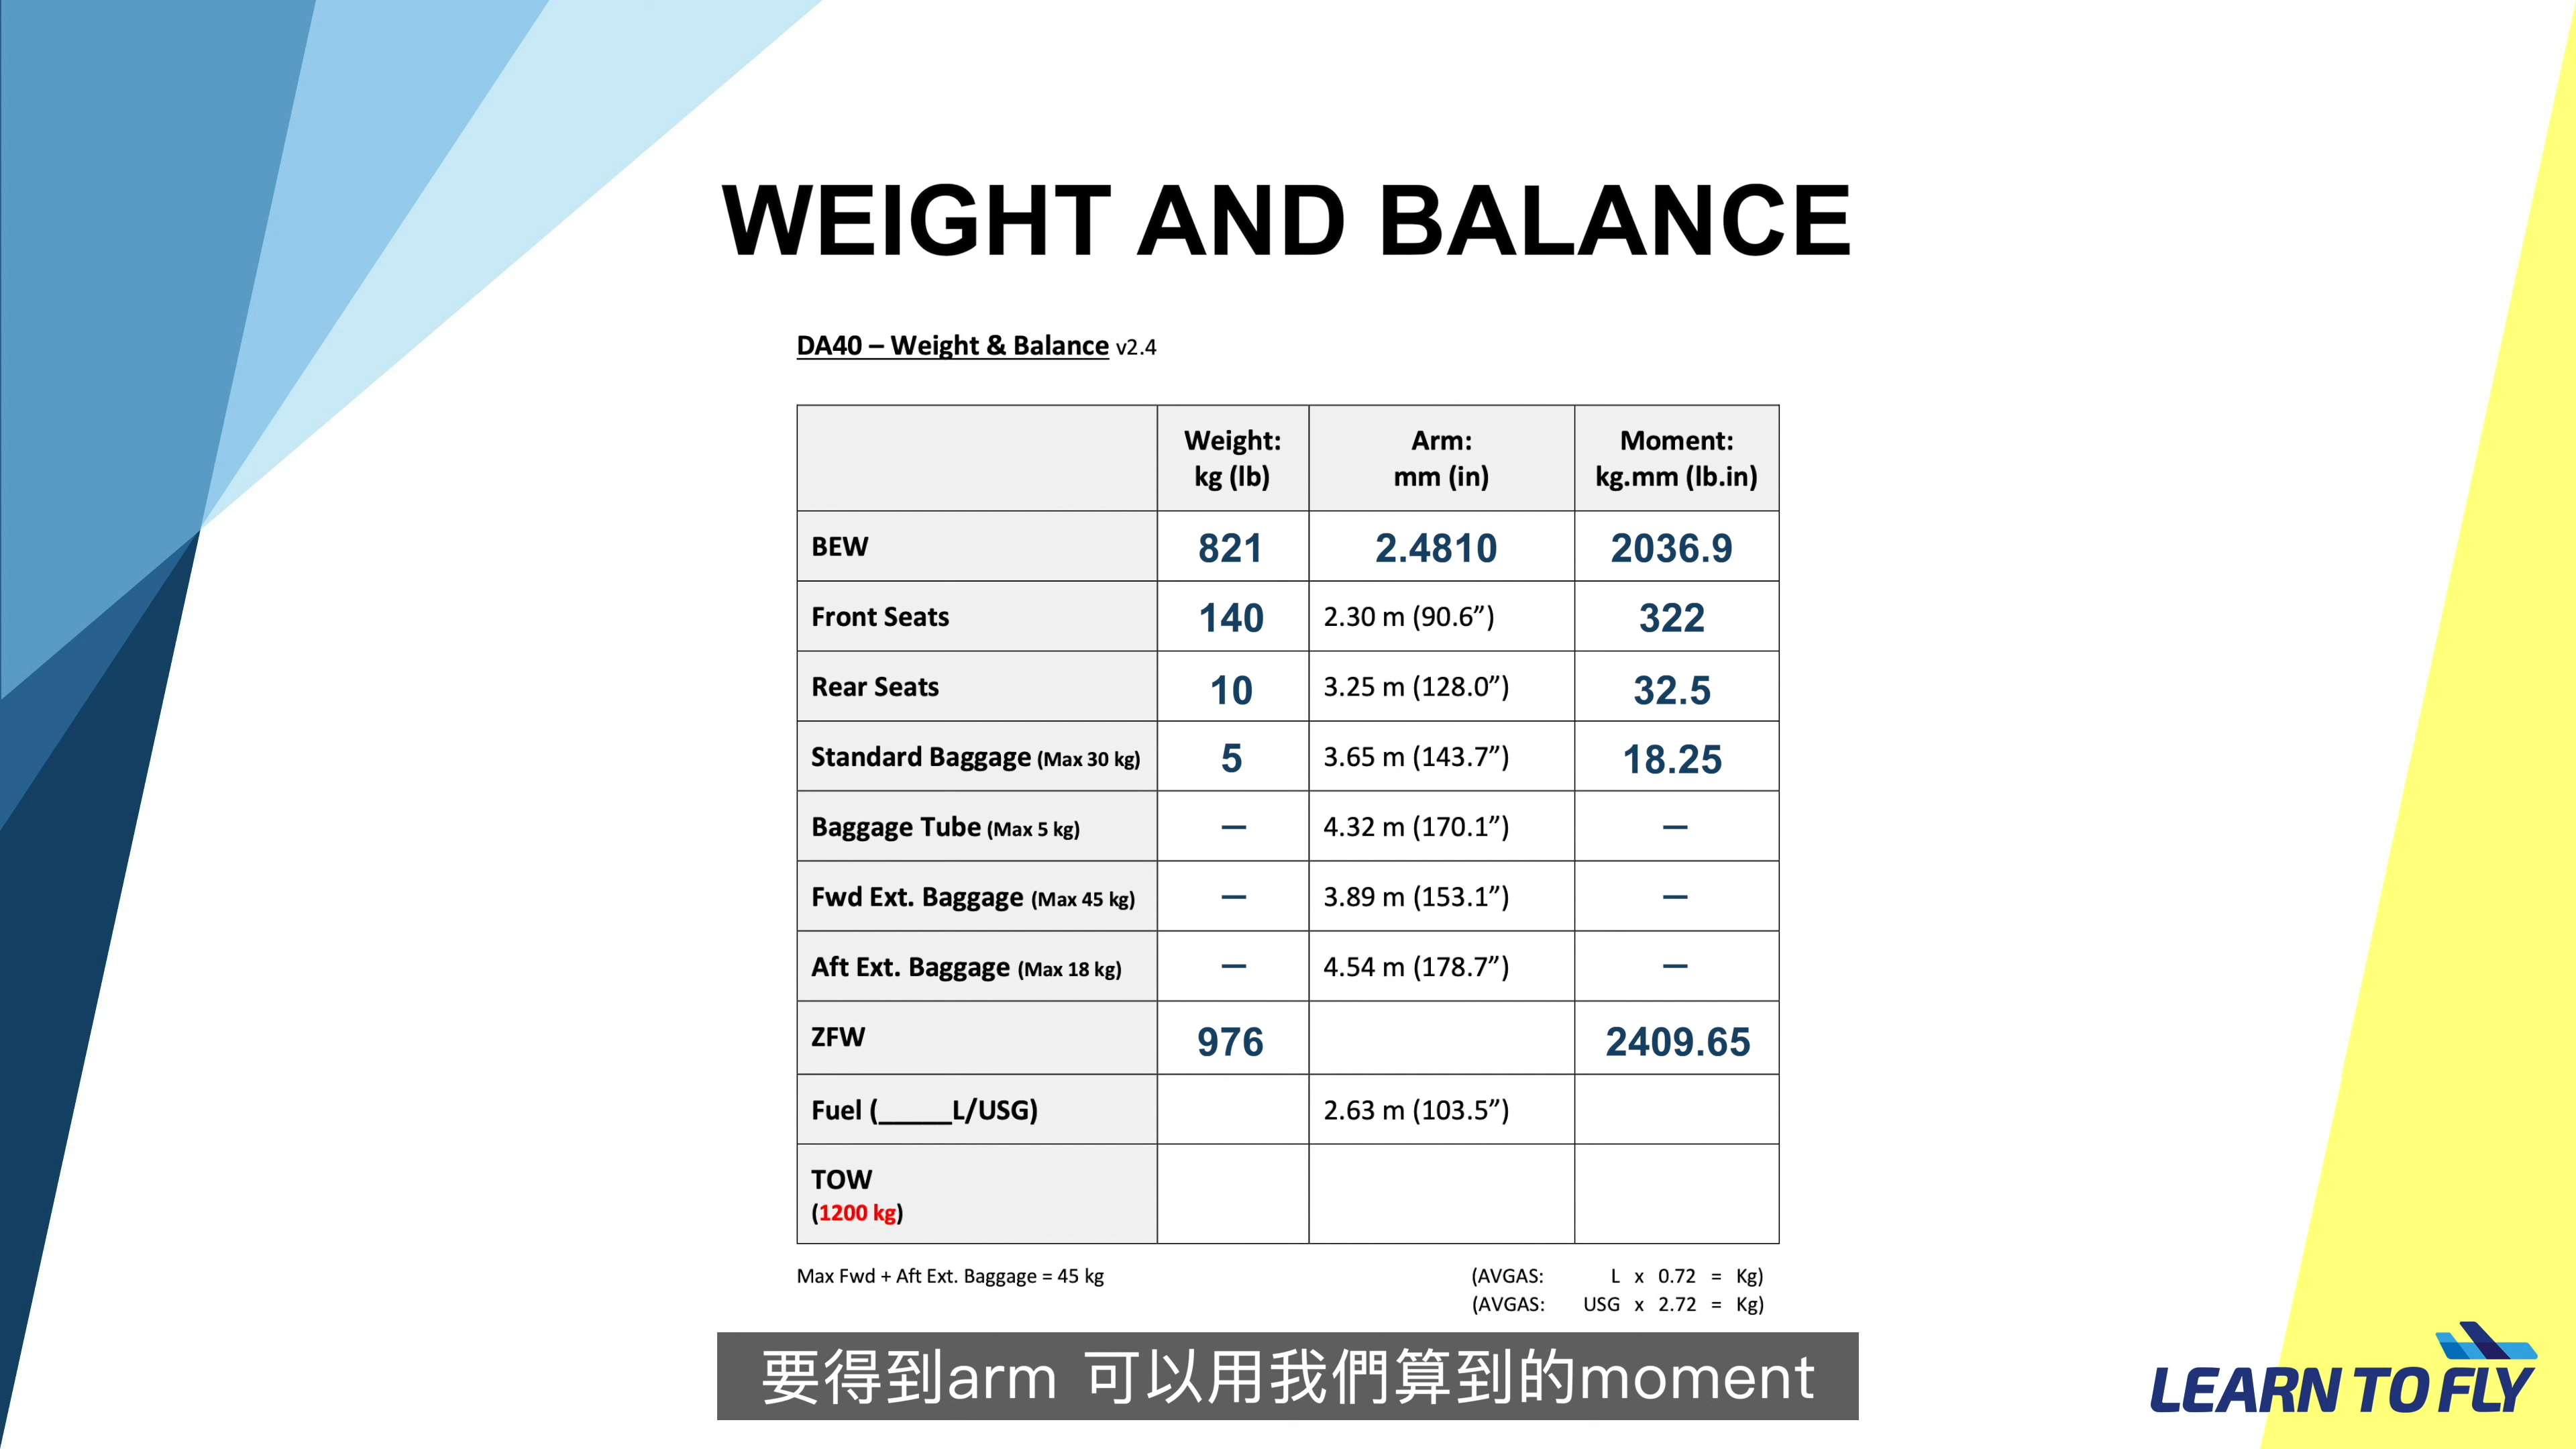 WEIGHT AND BALANCE
DA40 – Weight & Balance v2.4
Weight: Arm: Moment:
kg (lb) mm (in) kg.mm (lb.in)
BEW 821 2.4810 2036.9
Front Seats 140 2.30 m (90.6”) 322
Rear Seats 10 3.25 m (128.0”) 32.5
Standard Baggage (Max 30 kg) 5 3.65 m (143.7”) 18.25
Baggage Tube (Max 5 kg) — 4.32 m (170.1”) —
Fwd Ext. Baggage (Max 45 kg) — 3.89 m (153.1”) —
Aft Ext. Baggage (Max 18 kg) — 4.54 m (178.7”) —
ZFW 976 2409.65
Fuel (_____L/USG) 2.63 m (103.5”)
TOW
(1200 kg)
Max Fwd + Aft Ext. Baggage = 45 kg (AVGAS: L x 0.72 = Kg)
(AVGAS: USG x 2.72 = Kg)
要得到arm 可以用我們算到的moment
LEARN TO FLY